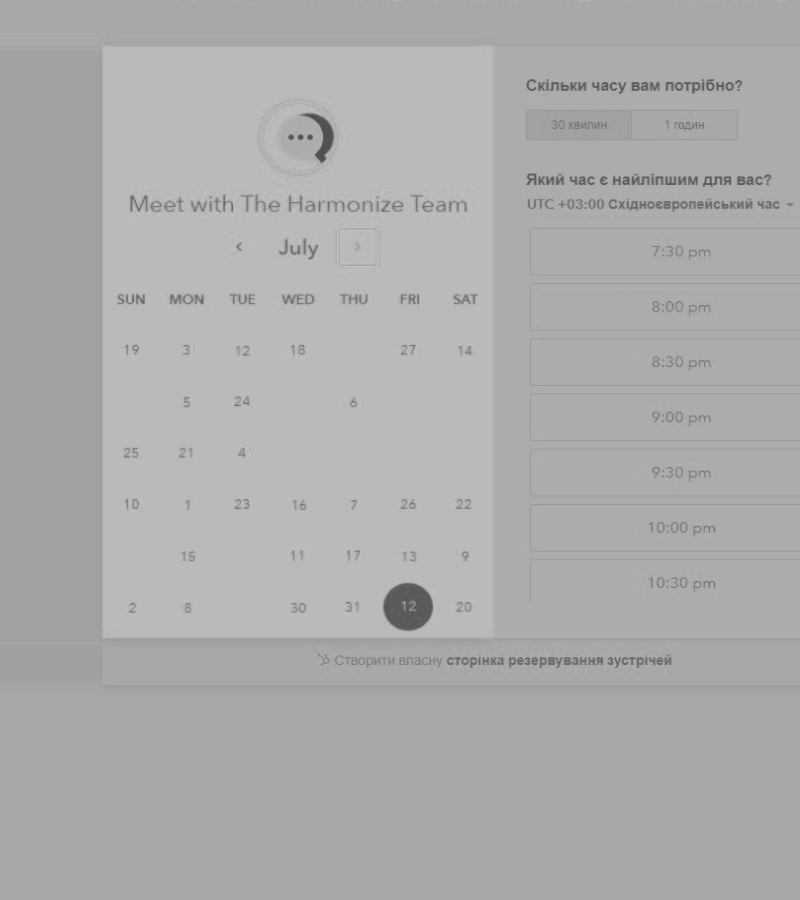 Meet with The Harmonize Team
July
SUN MON TUE WED THU FRI SAT
19 3 12 18 27 14
5 24 6
25 21 4
10 1 23 16 7 26 22
15 11 17 13 9
2 8 30 31 12 20
Скільки часу вам потрібно?
30 хвилин 1 годин
Який час є найліпшим для вас?
UTC +03:00 Східноєвропейський час
7:30 pm
8:00 pm
8:30 pm
9:00 pm
9:30 pm
10:00 pm
10:30 pm
Створити власну сторінка резервування зустрічей